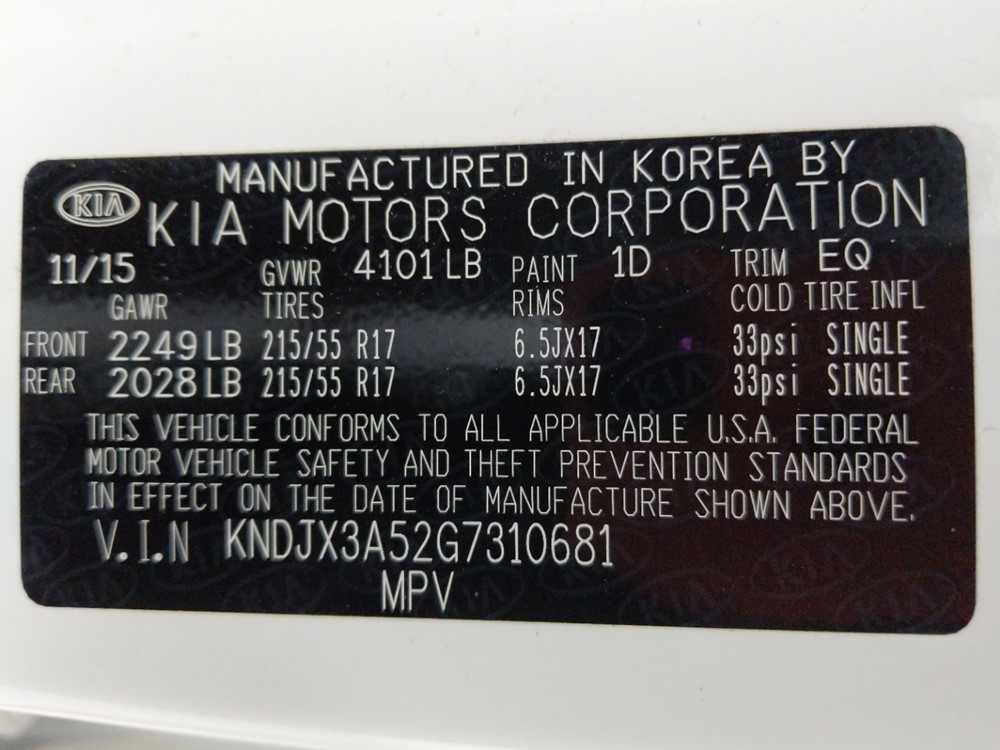 MANUFACTURED IN KOREA BY
KIA KIA MOTORS CORPORATION
11/15 GVWR 4101 LB PAINT 1D TRIM EQ
GAWR TIRES RIMS COLD TIRE INFL
FRONT 2249 LB 215/55 R17 6.5JX17 33psi SINGLE
REAR 2028 LB 215/55 R17 6.5JX17 33psi SINGLE
THIS VEHICLE CONFORMS TO ALL APPLICABLE U.S.A. FEDERAL
MOTOR VEHICLE SAFETY AND THEFT PREVENTION STANDARDS
IN EFFECT ON THE DATE OF MANUFACTURE SHOWN ABOVE.
V.I.N KNDJX3A52G7310681
MPV